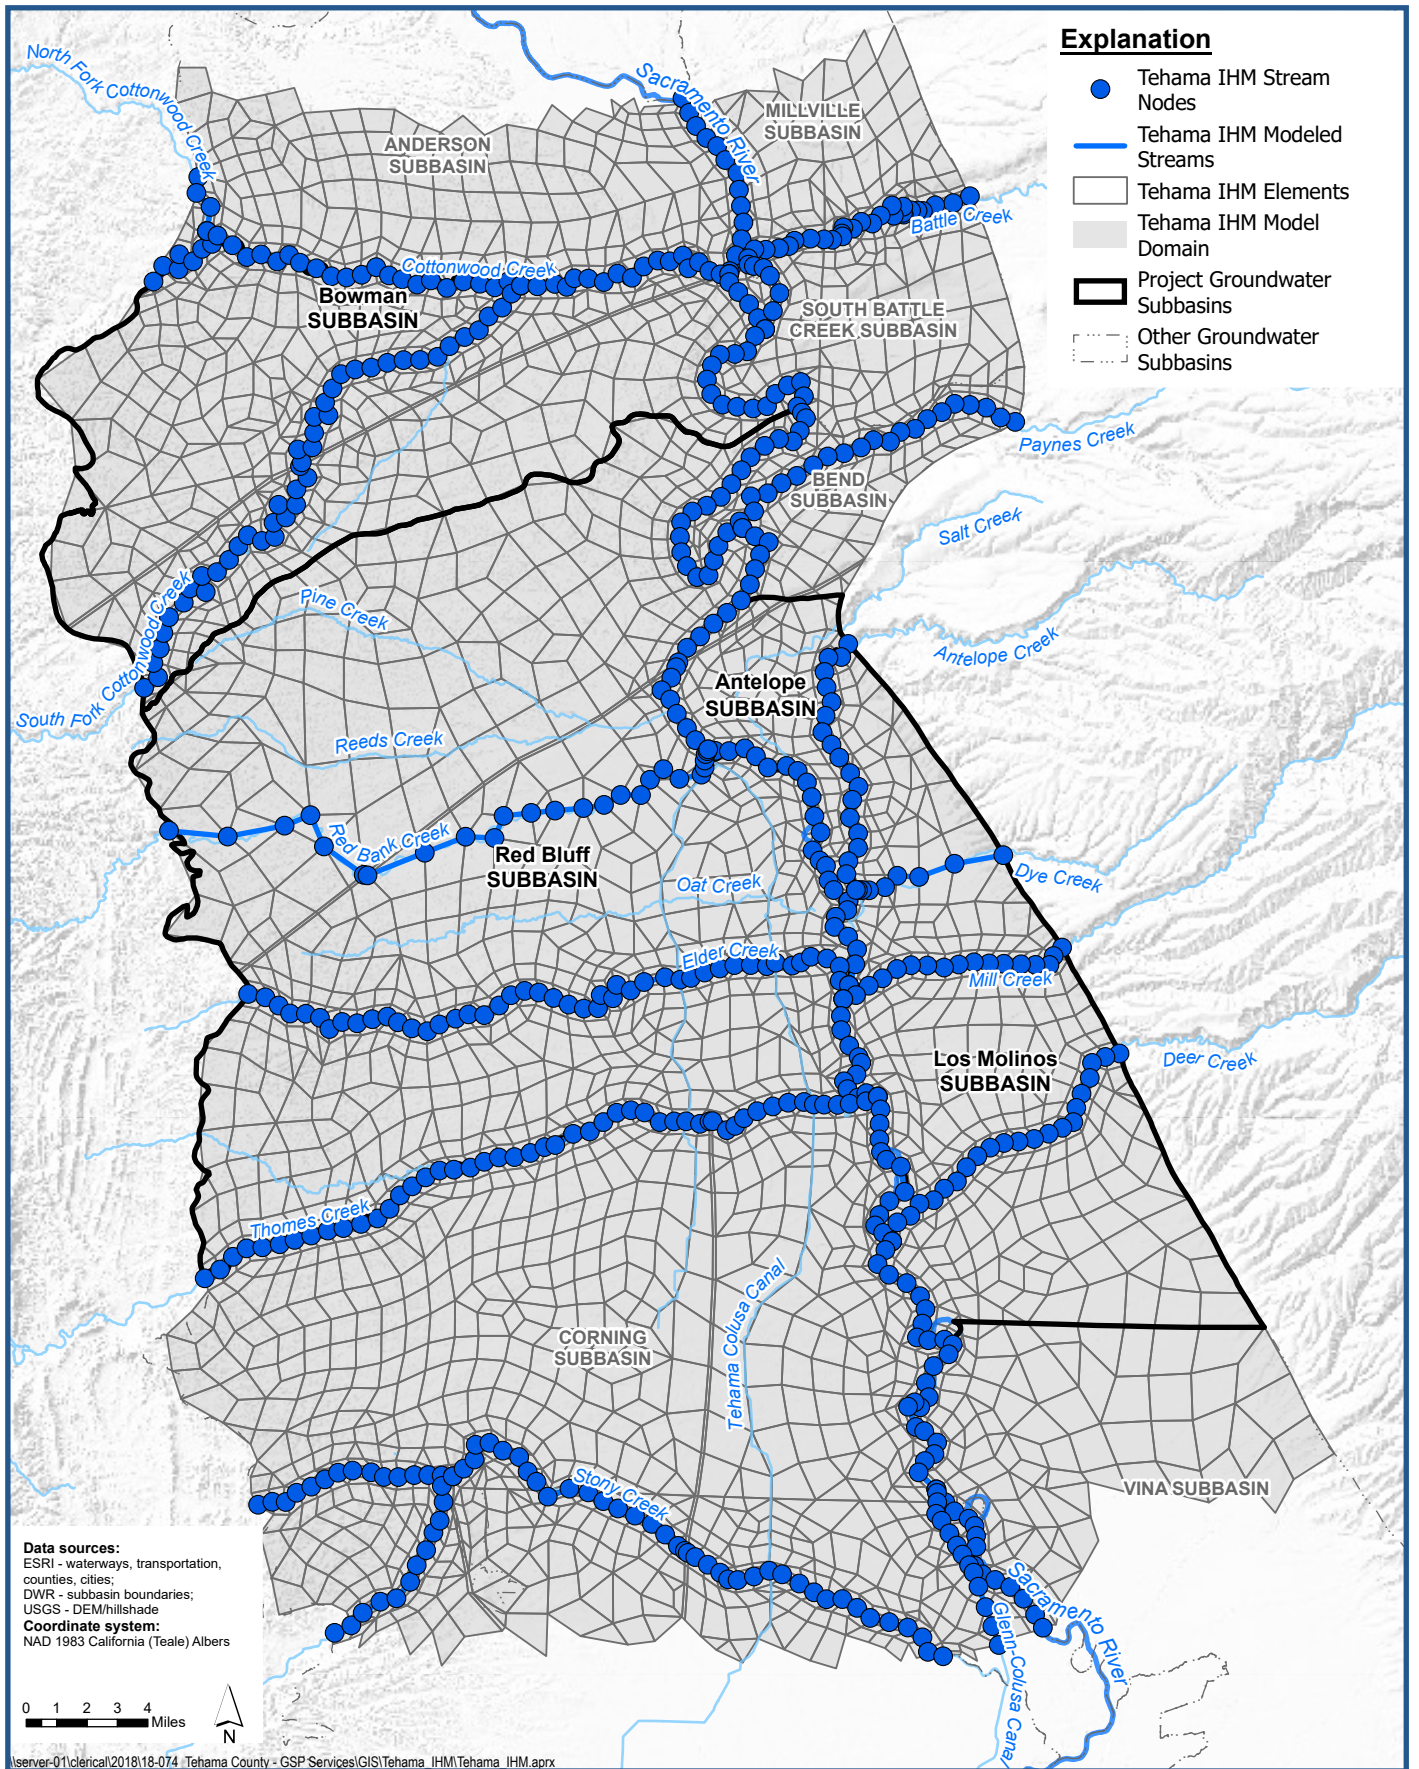 Explanation
Tehama IHM Stream
Nodes
Tehama IHM Modeled
Streams
Tehama IHM Elements
Tehama IHM Model
Domain
Project Groundwater
Subbasins
Other Groundwater
Subbasins
North Fork Cottonwood Creek
Sacramento River
MILLVILLE
SUBBASIN
ANDERSON
SUBBASIN
Battle Creek
Cottonwood Creek
Bowman
SUBBASIN
SOUTH BATTLE
CREEK SUBBASIN
Paynes Creek
BEND
SUBBASIN
Salt Creek
South Fork Cottonwood Creek
Pine Creek
Antelope Creek
Antelope
SUBBASIN
Reeds Creek
Red Bank Creek
Red Bluff
SUBBASIN
Oat Creek
Dye Creek
Elder Creek
Mill Creek
Los Molinos
SUBBASIN
Deer Creek
Thomes Creek
Tehama Colusa Canal
CORNING
SUBBASIN
VINA SUBBASIN
Stony Creek
Sacramento River
Glenn-Colusa Canal
Data sources:
ESRI - waterways, transportation,
counties, cities;
DWR - subbasin boundaries;
USGS - DEM/hillshade
Coordinate system:
NAD 1983 California (Teale) Albers
0 1 2 3 4
Miles
N
\\server-01\clerical\2018\18-074_Tehama County - GSP Services\GIS\Tehama_IHM\Tehama_IHM.aprx